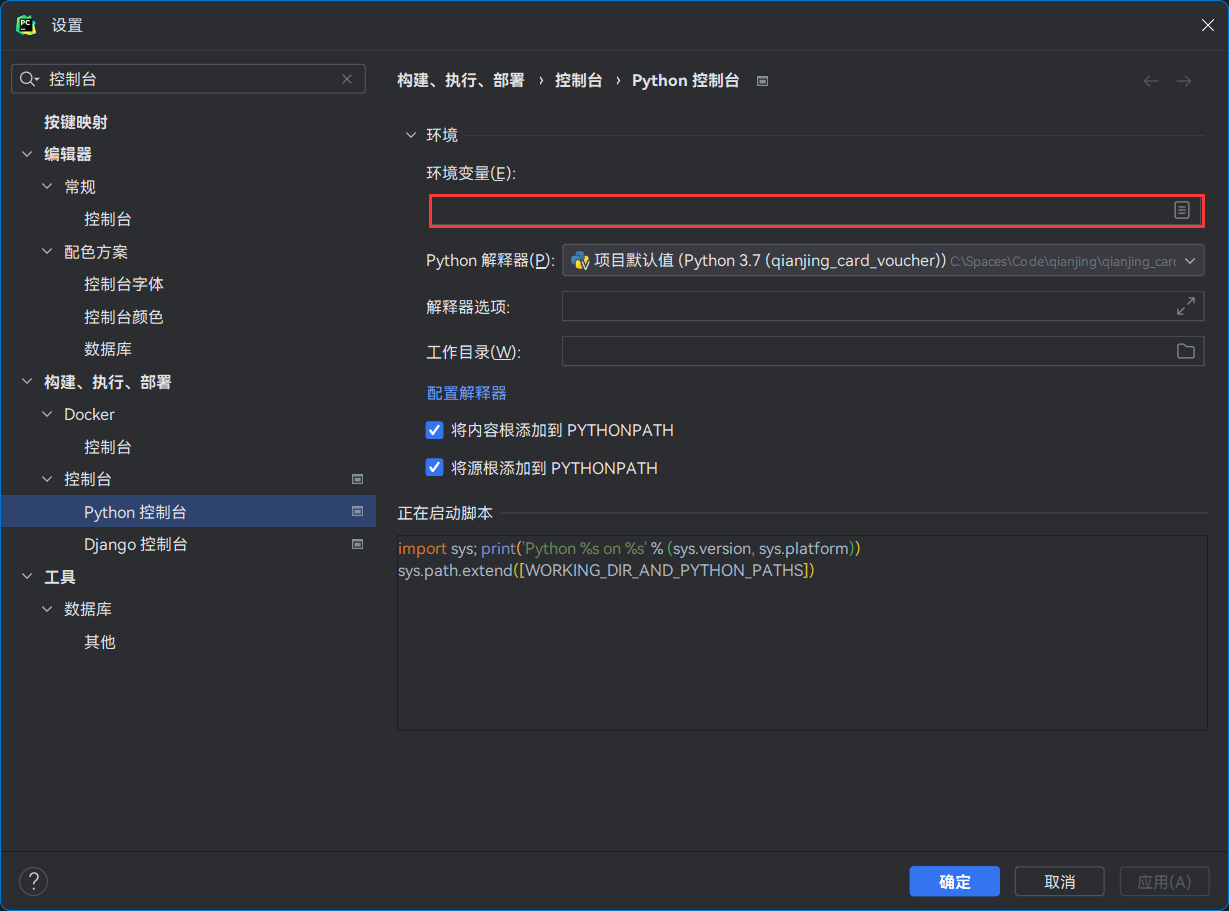 设置
控制台
按键映射
编辑器
常规
控制台
配色方案
控制台字体
控制台颜色
数据库
构建、执行、部署
Docker
控制台
控制台
Python 控制台
Django 控制台
工具
数据库
其他
构建、执行、部署 › 控制台 › Python 控制台
环境
环境变量(E):
Python 解释器(P): 项目默认值 (Python 3.7 (qianjing_card_voucher)) C:\Spaces\Code\qianjing\qianjing_card
解释器选项:
工作目录(W):
配置解释器
将内容根添加到 PYTHONPATH
将源根添加到 PYTHONPATH
正在启动脚本
import sys; print('Python %s on %s' % (sys.version, sys.platform))
sys.path.extend([WORKING_DIR_AND_PYTHON_PATHS])
?
确定
取消
应用(A)